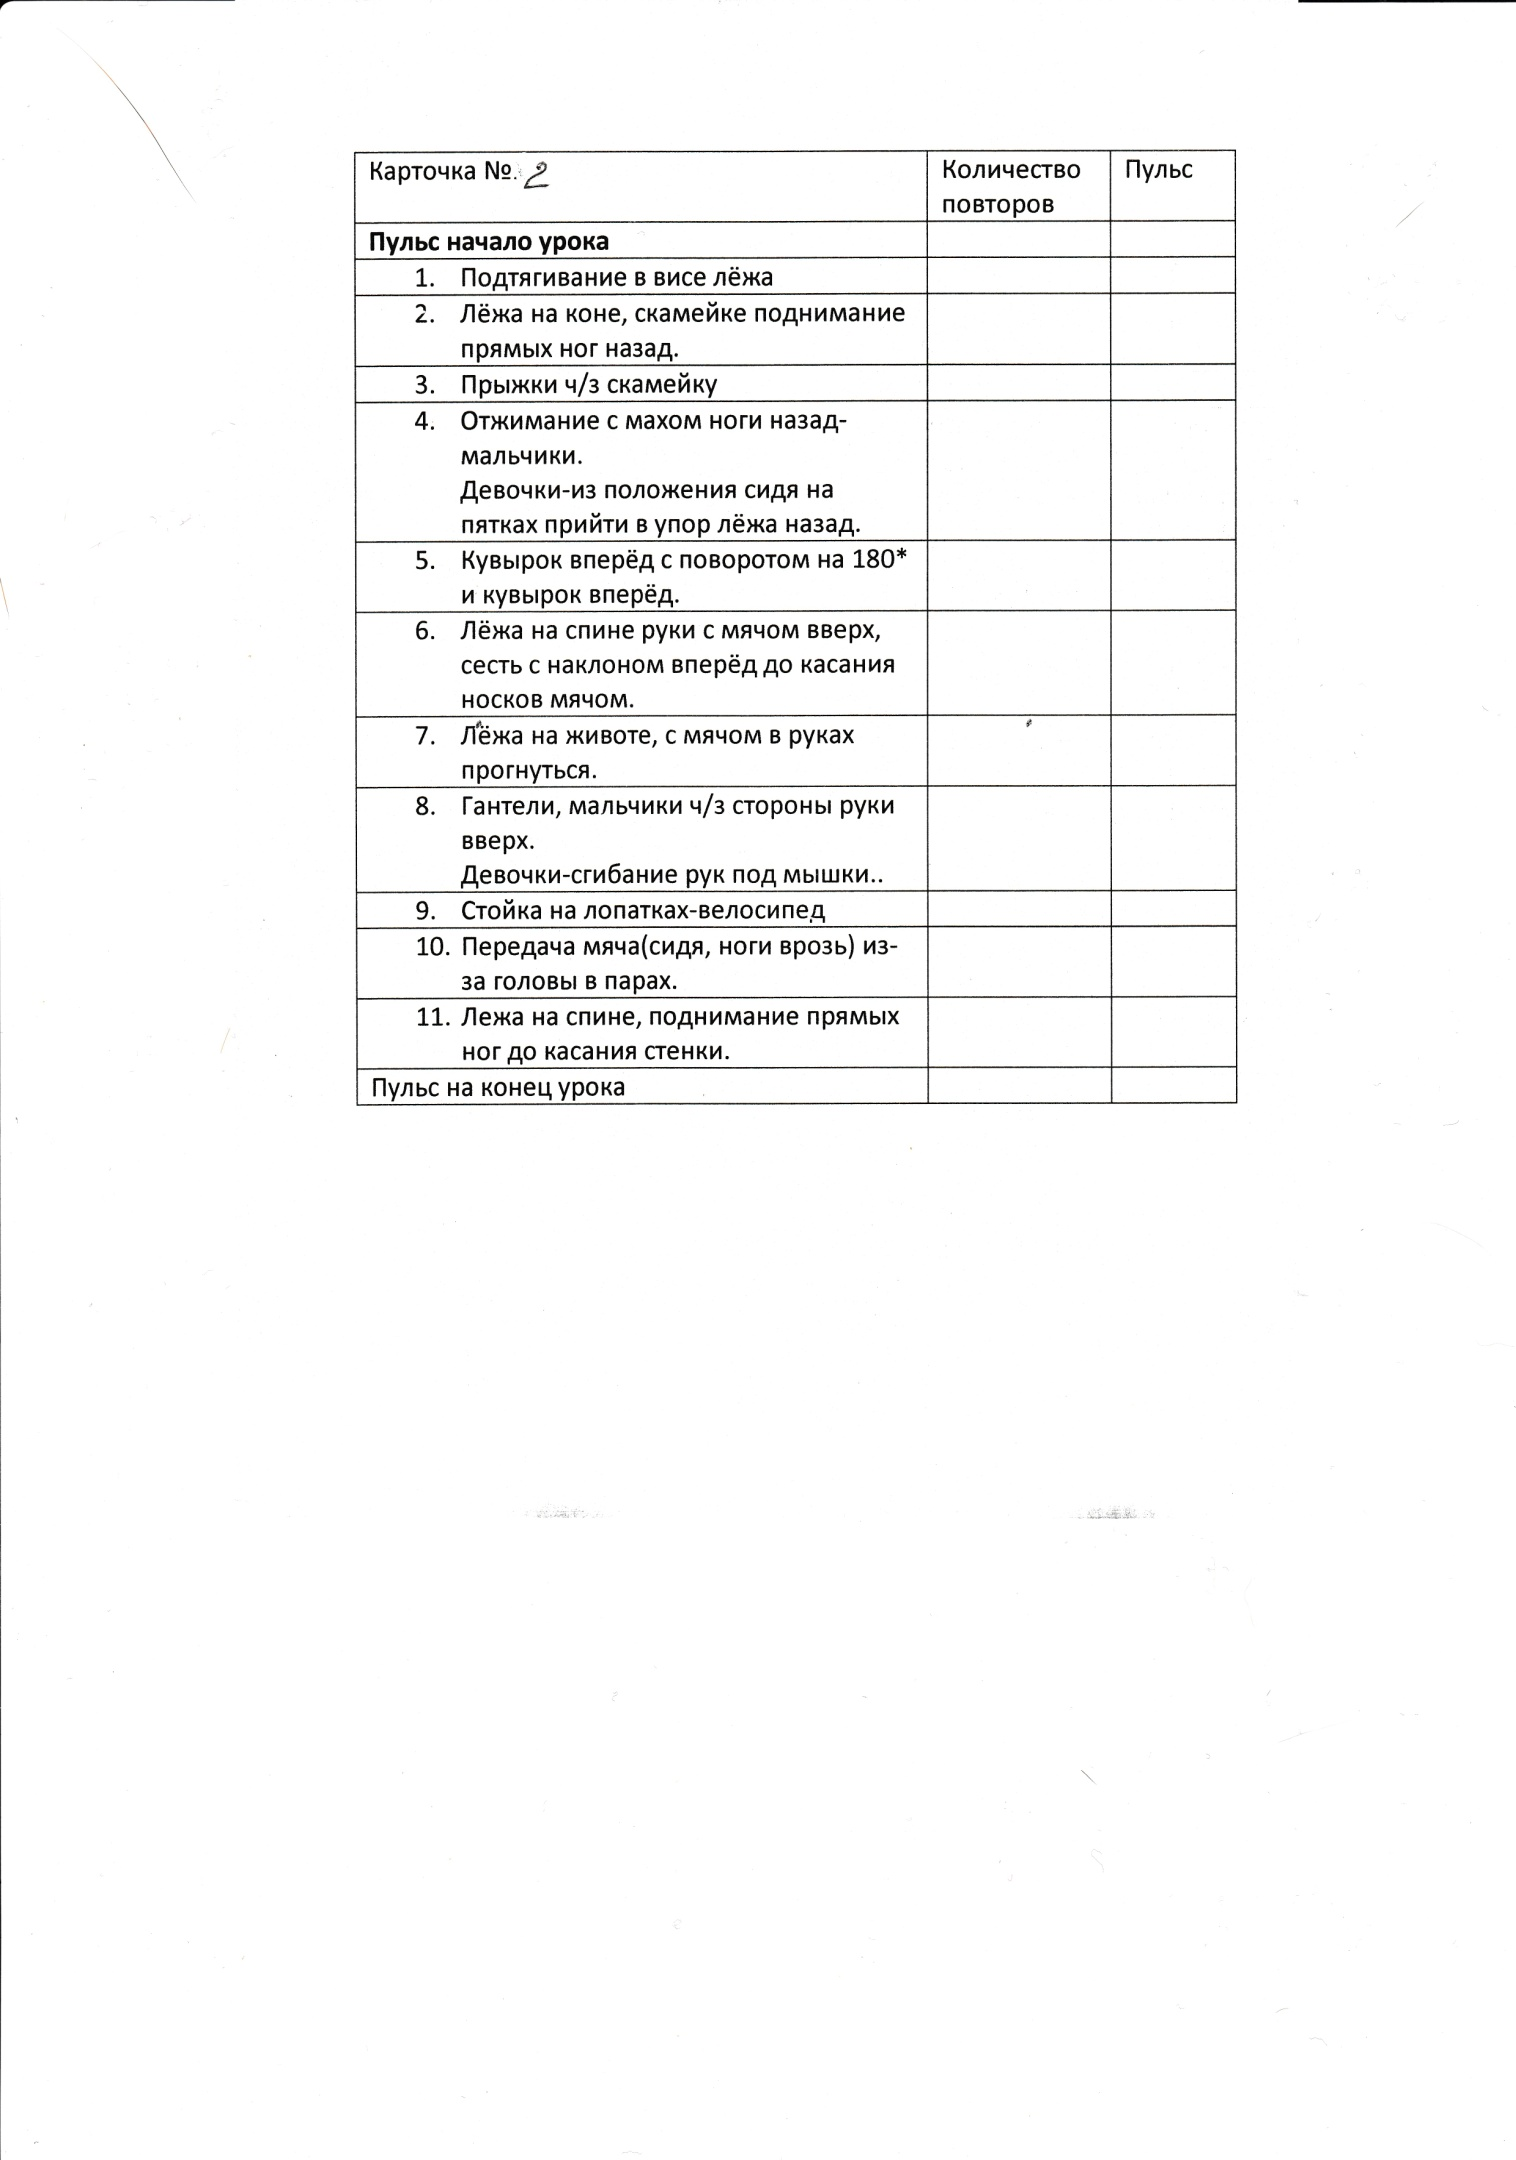 Карточка №. 2
Количество
повторов
Пульс
Пульс начало урока
1. Подтягивание в висе лёжа
2. Лёжа на коне, скамейке поднимание
прямых ног назад.
3. Прыжки ч/з скамейку
4. Отжимание с махом ноги назад-
мальчики.
Девочки-из положения сидя на
пятках прийти в упор лёжа назад.
5. Кувырок вперёд с поворотом на 180*
и кувырок вперёд.
6. Лёжа на спине руки с мячом вверх,
сесть с наклоном вперёд до касания
носков мячом.
7. Лёжа на животе, с мячом в руках
прогнуться.
8. Гантели, мальчики ч/з стороны руки
вверх.
Девочки-сгибание рук под мышки..
9. Стойка на лопатках-велосипед
10. Передача мяча(сидя, ноги врозь) из-
за головы в парах.
11. Лежа на спине, поднимание прямых
ног до касания стенки.
Пульс на конец урока